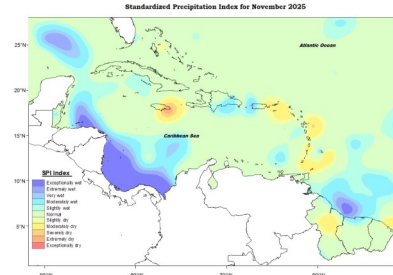 Standardized Precipitation Index for November 2025
25°N
Atlantic Ocean
20°N
15°N
Caribbean Sea
10°N
5°N
SPI Index
Exceptionally wet
Extremely wet
Very wet
Moderately wet
Slightly wet
Normal
Slightly dry
Moderately dry
Severely dry
Extremely dry
Exceptionally dry